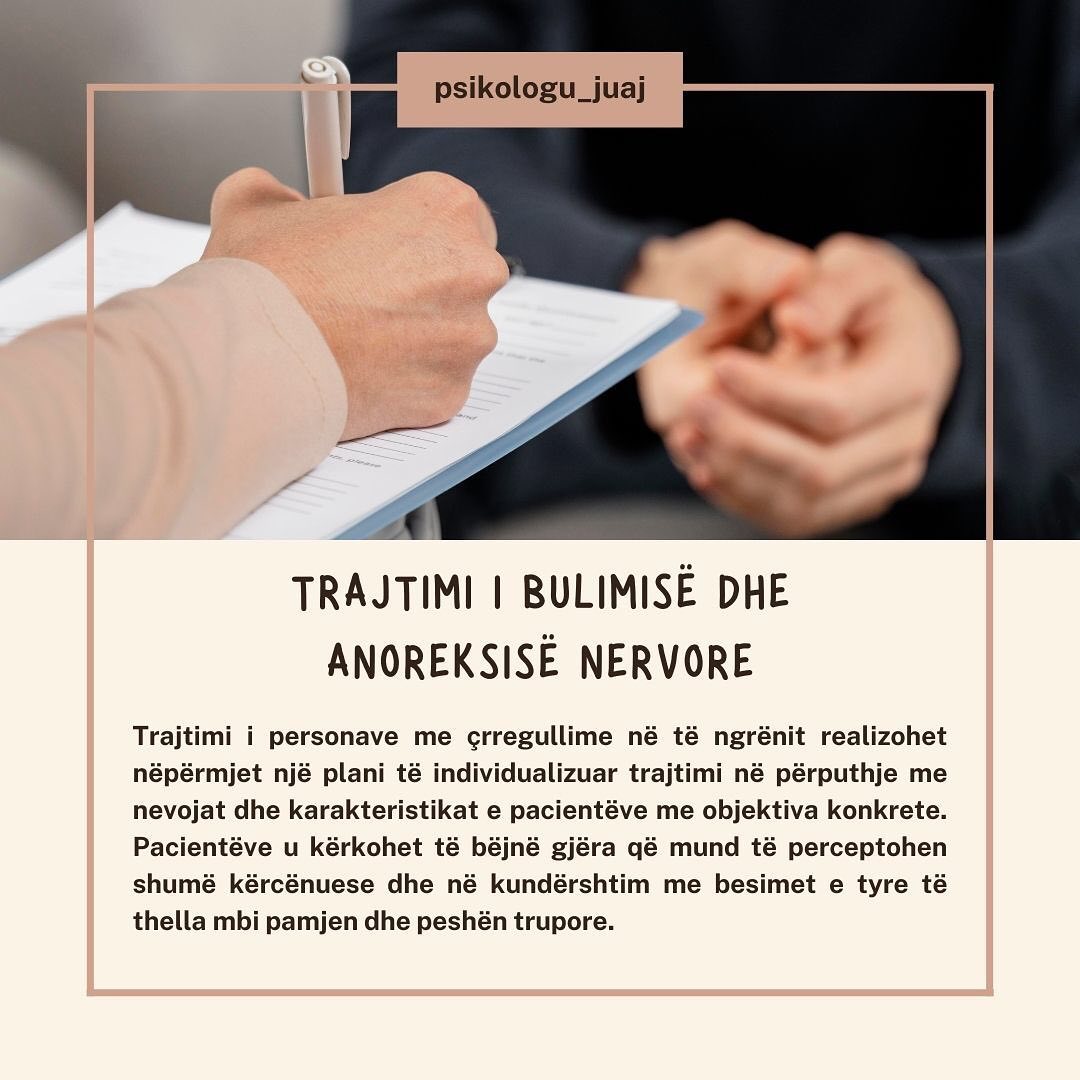 psikologu_juaj
and
please
TRAJTIMI I BULIMISË DHE
ANOREKSISË NERVORE
Trajtimi i personave me çrregullime në të ngrënit realizohet
nëpërmjet një plani të individualizuar trajtimi në përputhje me
nevojat dhe karakteristikat e pacientëve me objektiva konkrete.
Pacientëve u kërkohet të bëjnë gjëra që mund të perceptohen
shumë kërcënuese dhe në kundërshtim me besimet e tyre të
thella mbi pamjen dhe peshën trupore.